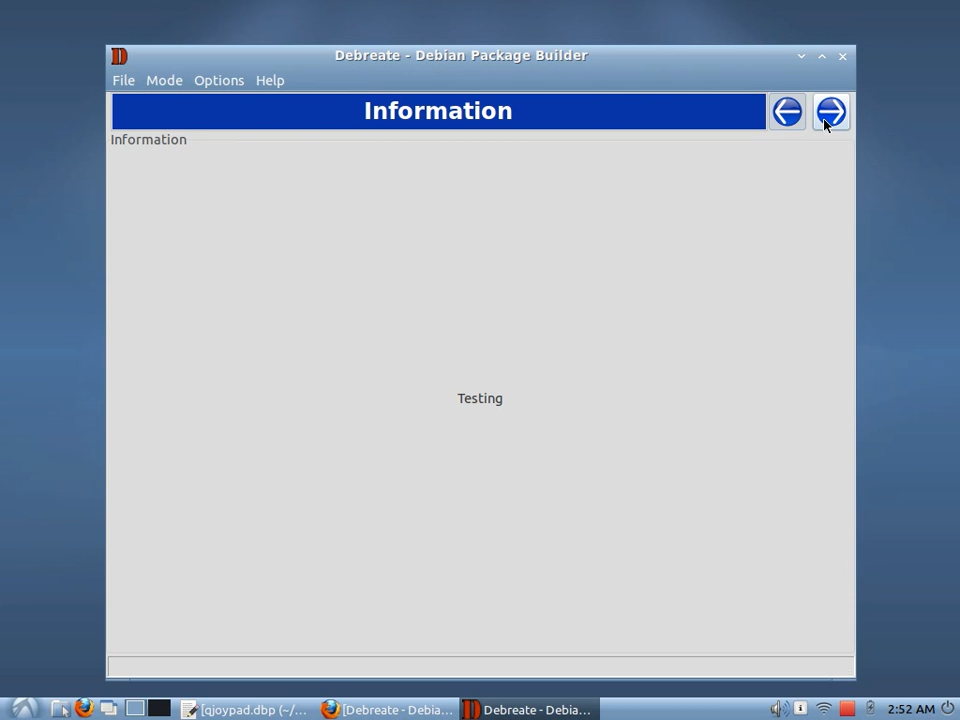 Debreate - Debian Package Builder
File Mode Options Help
Information
Information
Testing
[qjoypad.dbp (~/... [Debreate - Debia... Debreate - Debia... 2:52 AM